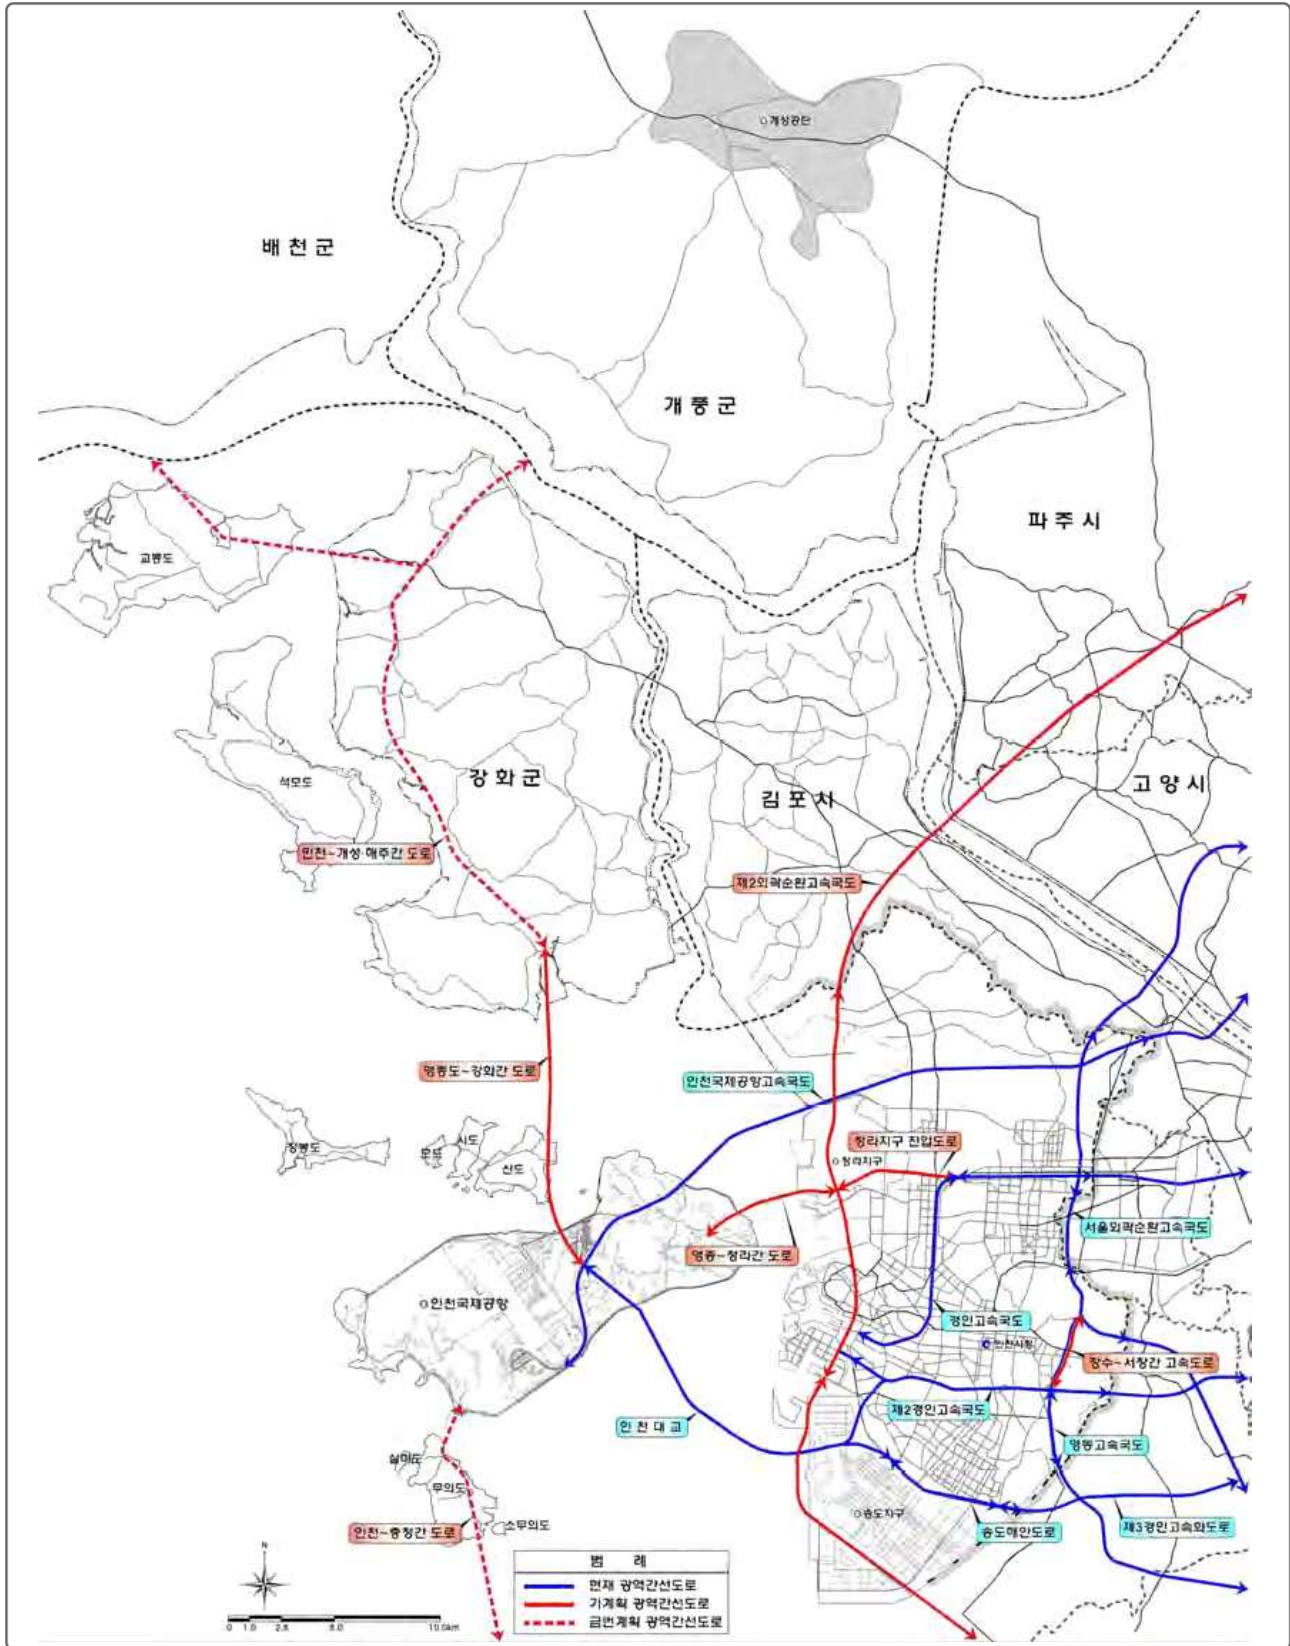 개성공단
배천군
개풍군
파주시
교동도
강화군
석모도
김포시
고양시
인천~개성·해주간 도로
제2외곽순환고속국도
영종도~강화간 도로
인천국제공항고속국도
장봉도
모도
시도
신도
청라지구 진입도로
청라지구
서울외곽순환고속국도
영종~청라간 도로
인천국제공항
경인고속국도
인천시청
장수~서창간 고속도로
제2경인고속국도
인천대교
영동고속국도
실미도
무의도
송도지구
소무의도
인천~충청간 도로
송도해안도로
제3경인고속화도로
N
0 1.0 2.5 5.0 10.0km
범 례
현재 광역간선도로
기계획 광역간선도로
금번계획 광역간선도로